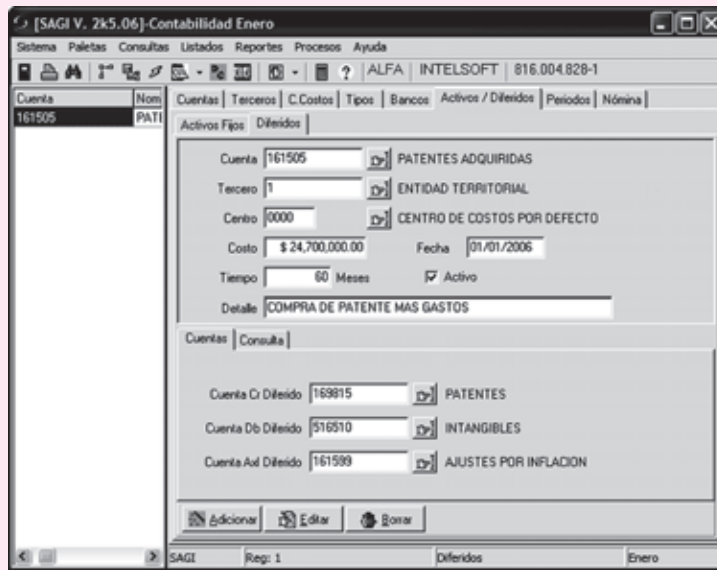 [SAGI V. 2k5.06]-Contabilidad Enero
Sistema Paletas Consultas Listados Reportes Procesos Ayuda
ALFA INTELSOFT 816.004.828-1
Cuenta Nom
161505 PATE
Cuentas Terceros C.Costos Tipos Bancos Activos / Diferidos Periodos Nómina
Activos Fijos Diferidos
Cuenta 161505 PATENTES ADQUIRIDAS
Tercero 1 ENTIDAD TERRITORIAL
Centro 0000 CENTRO DE COSTOS POR DEFECTO
Costo $ 24,700,000.00 Fecha 01/01/2006
Tiempo 60 Meses Activo
Detalle COMPRA DE PATENTE MAS GASTOS
Cuentas Consulta
Cuenta Cr Diferido 169815 PATENTES
Cuenta Db Diferido 516510 INTANGIBLES
Cuenta Axl Diferido 161599 AJUSTES POR INFLACION
Adicionar Editar Borrar
SAGI Reg: 1 Diferidos Enero